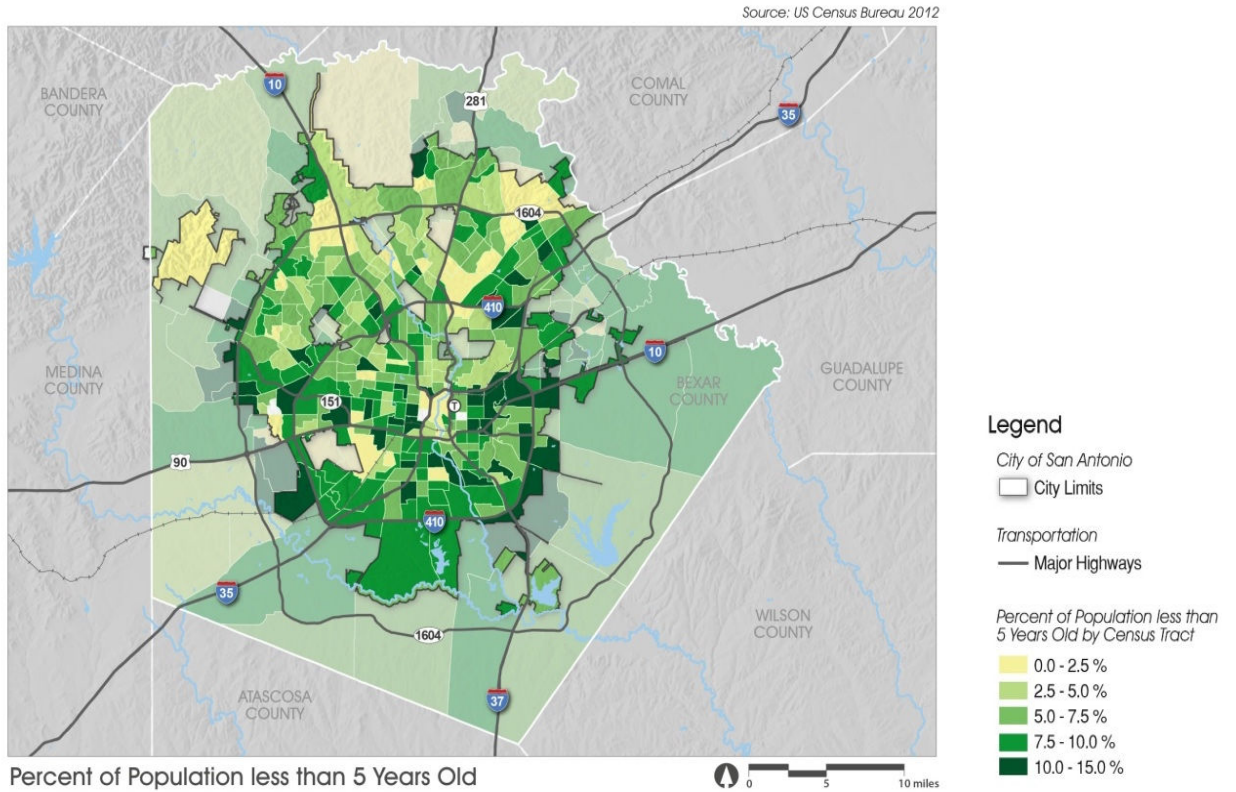 Source: US Census Bureau 2012
BANDERA
COUNTY
10
281
COMAL
COUNTY
35
1604
410
10
MEDINA
COUNTY
BEXAR
COUNTY
GUADALUPE
COUNTY
151
T
90
410
35
1604
WILSON
COUNTY
ATASCOSA
COUNTY
37
Percent of Population less than 5 Years Old
0
5
10 miles
Legend
City of San Antonio
City Limits
Transportation
Major Highways
Percent of Population less than
5 Years Old by Census Tract
0.0 - 2.5 %
2.5 - 5.0 %
5.0 - 7.5 %
7.5 - 10.0 %
10.0 - 15.0 %